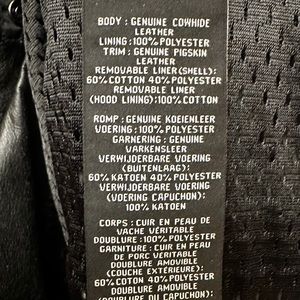 BODY : GENUINE COWHIDE
LEATHER
LINING : 100% POLYESTER
TRIM : GENUINE PIGSKIN
LEATHER
REMOVABLE LINER(SHELL):
60% COTTON 40% POLYESTER
REMOVABLE LINER
(HOOD LINING):100% COTTON
ROMP : GENUINE KOEIENLEER
VOERING : 100% POLYESTER
GARNERING : GENUINE
VARKENSLEER
VERWIJDERBARE VOERING
(BUITENLAAG):
60% KATOEN 40% POLYESTER
VERWIJDERBARE VOERING
(VOERING CAPUCHON):
100% KATOEN
CORPS : CUIR EN PEAU DE
VACHE VÉRITABLE
DOUBLURE :100% POLYESTER
GARNITURE : CUIR EN PEAU
DE PORC VÉRITABLE
DOUBLURE AMOVIBLE
(COUCHE EXTÉRIEURE):
60% COTON 40% POLYESTER
DOUBLURE AMOVIBLE
(DOUBLURE DU CAPUCHON):